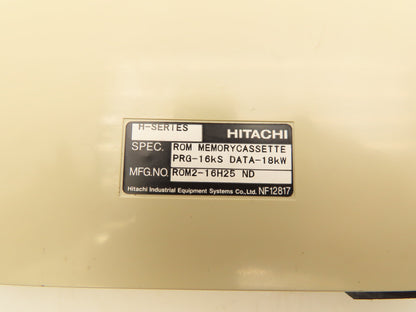 H-SERIES HITACHI
SPEC. ROM MEMORYCASSETTE
PRG-16kS DATA-18kW
MFG.NO. ROM2-16H25 ND
Hitachi Industrial Equipment Systems Co.,Ltd. NF12817